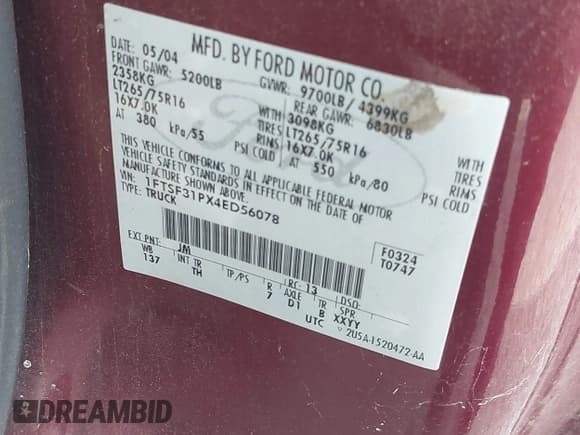 MFD. BY FORD MOTOR CO.
DATE: 05/04 GVWR: 9700LB / 4399KG
FRONT GAWR: 5200LB REAR GAWR: 6830LB
2358KG WITH 3098KG WITH
LT265/75R16 TIRES LT265/75R16 TIRES
16X7.0K RIMS 16X7.0K RIMS
AT 380 kPa/55 PSI COLD AT 550 kPa/80 PSI COLD
THIS VEHICLE CONFORMS TO ALL APPLICABLE FEDERAL MOTOR
VEHICLE SAFETY STANDARDS IN EFFECT ON THE DATE OF
MANUFACTURE SHOWN ABOVE.
VIN: 1FTSF31PX4ED56078
TYPE: TRUCK
F0324
T0747
EXT PNT: JM RC: 13 DSO:
WB INT TR TP/PS R AXLE TR SPR
137 TH 7 D1 B XXYY
UTC 2U5A-1520472-AA
Ford
DREAMBID